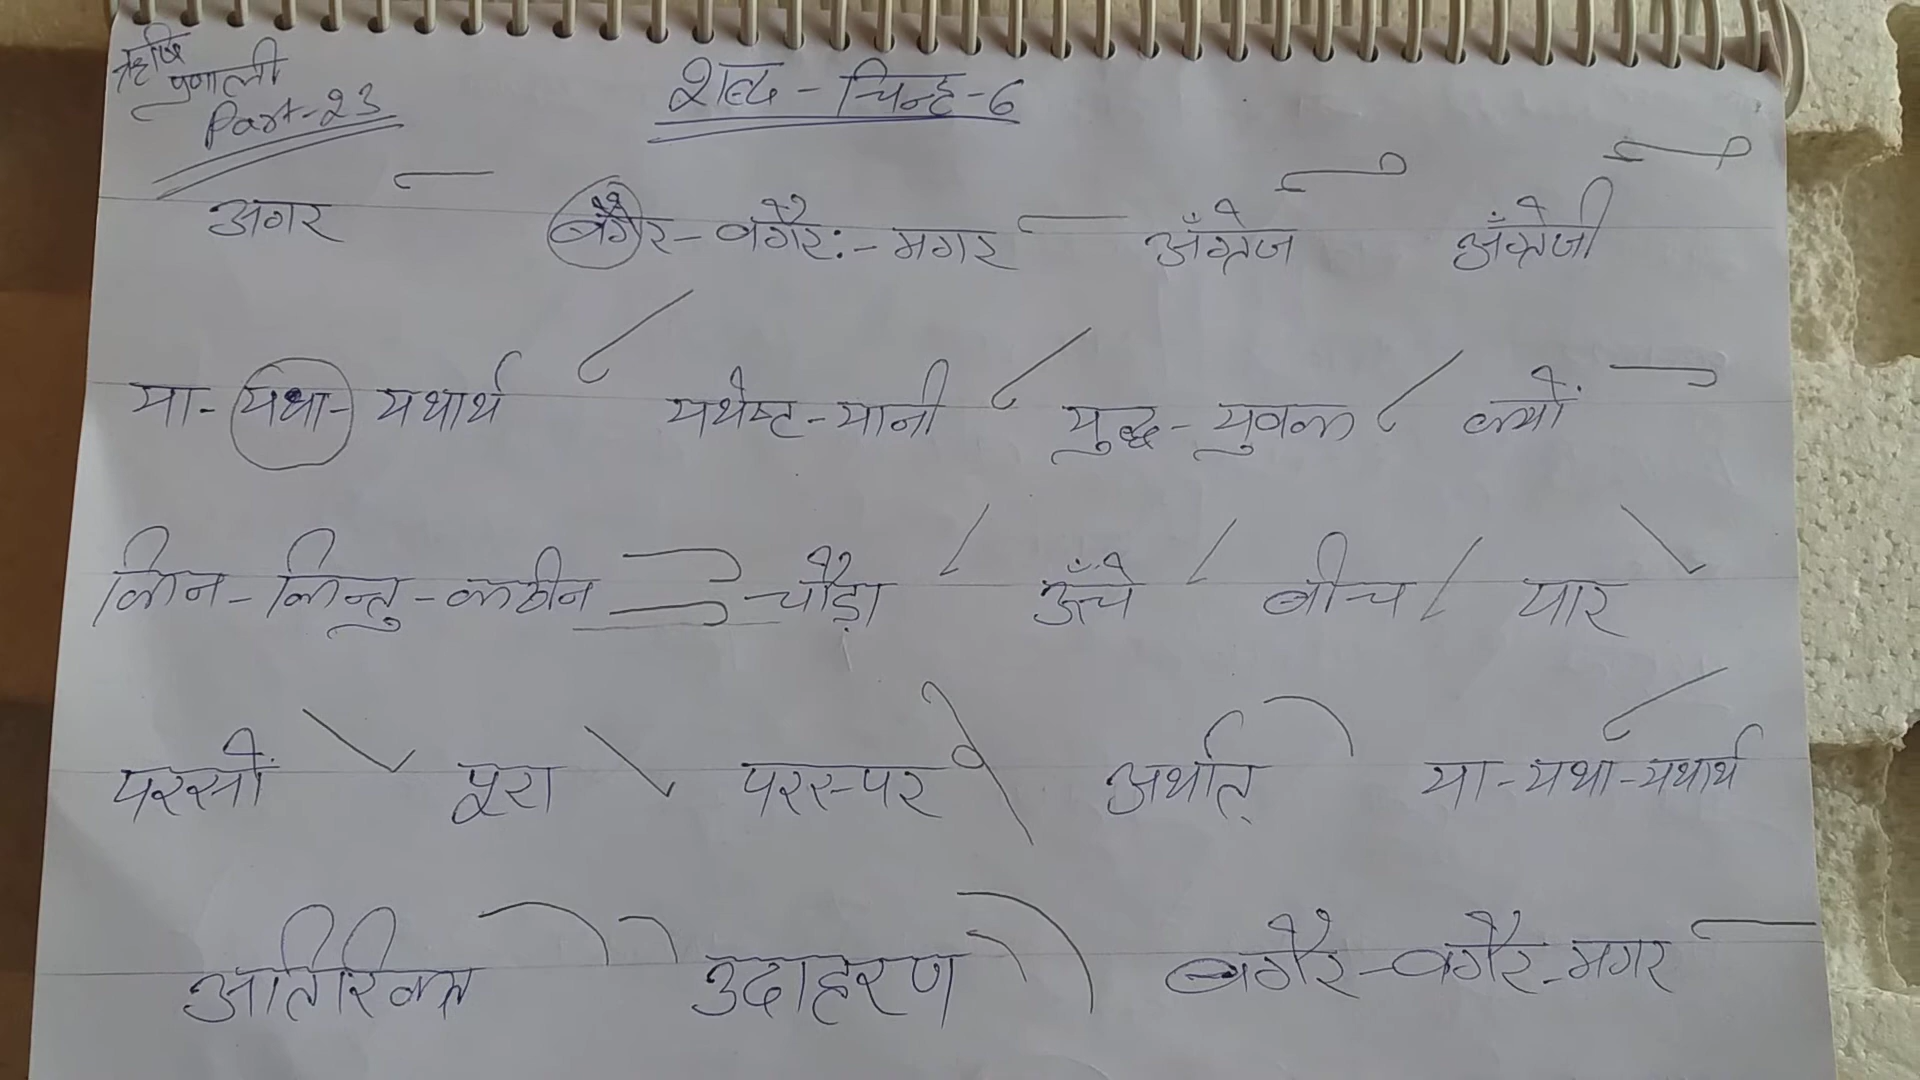 ऋषि
प्रणाली
Part-23
शब्द-चिन्ह-6
अगर बगैर-वगैर:-मगर अँग्रेज अँग्रेजी
या-यथा-यथार्थ यथेष्ट-यानी युद्ध-युवक क्यों
किन-किन्तु-कठीन चौड़ा ऊँचे बीच पार
परसों पूरा परस्पर अर्थात् या-यथा-यथार्थ
अतिरिक्त उदाहरण बगैर-वगैर-मगर